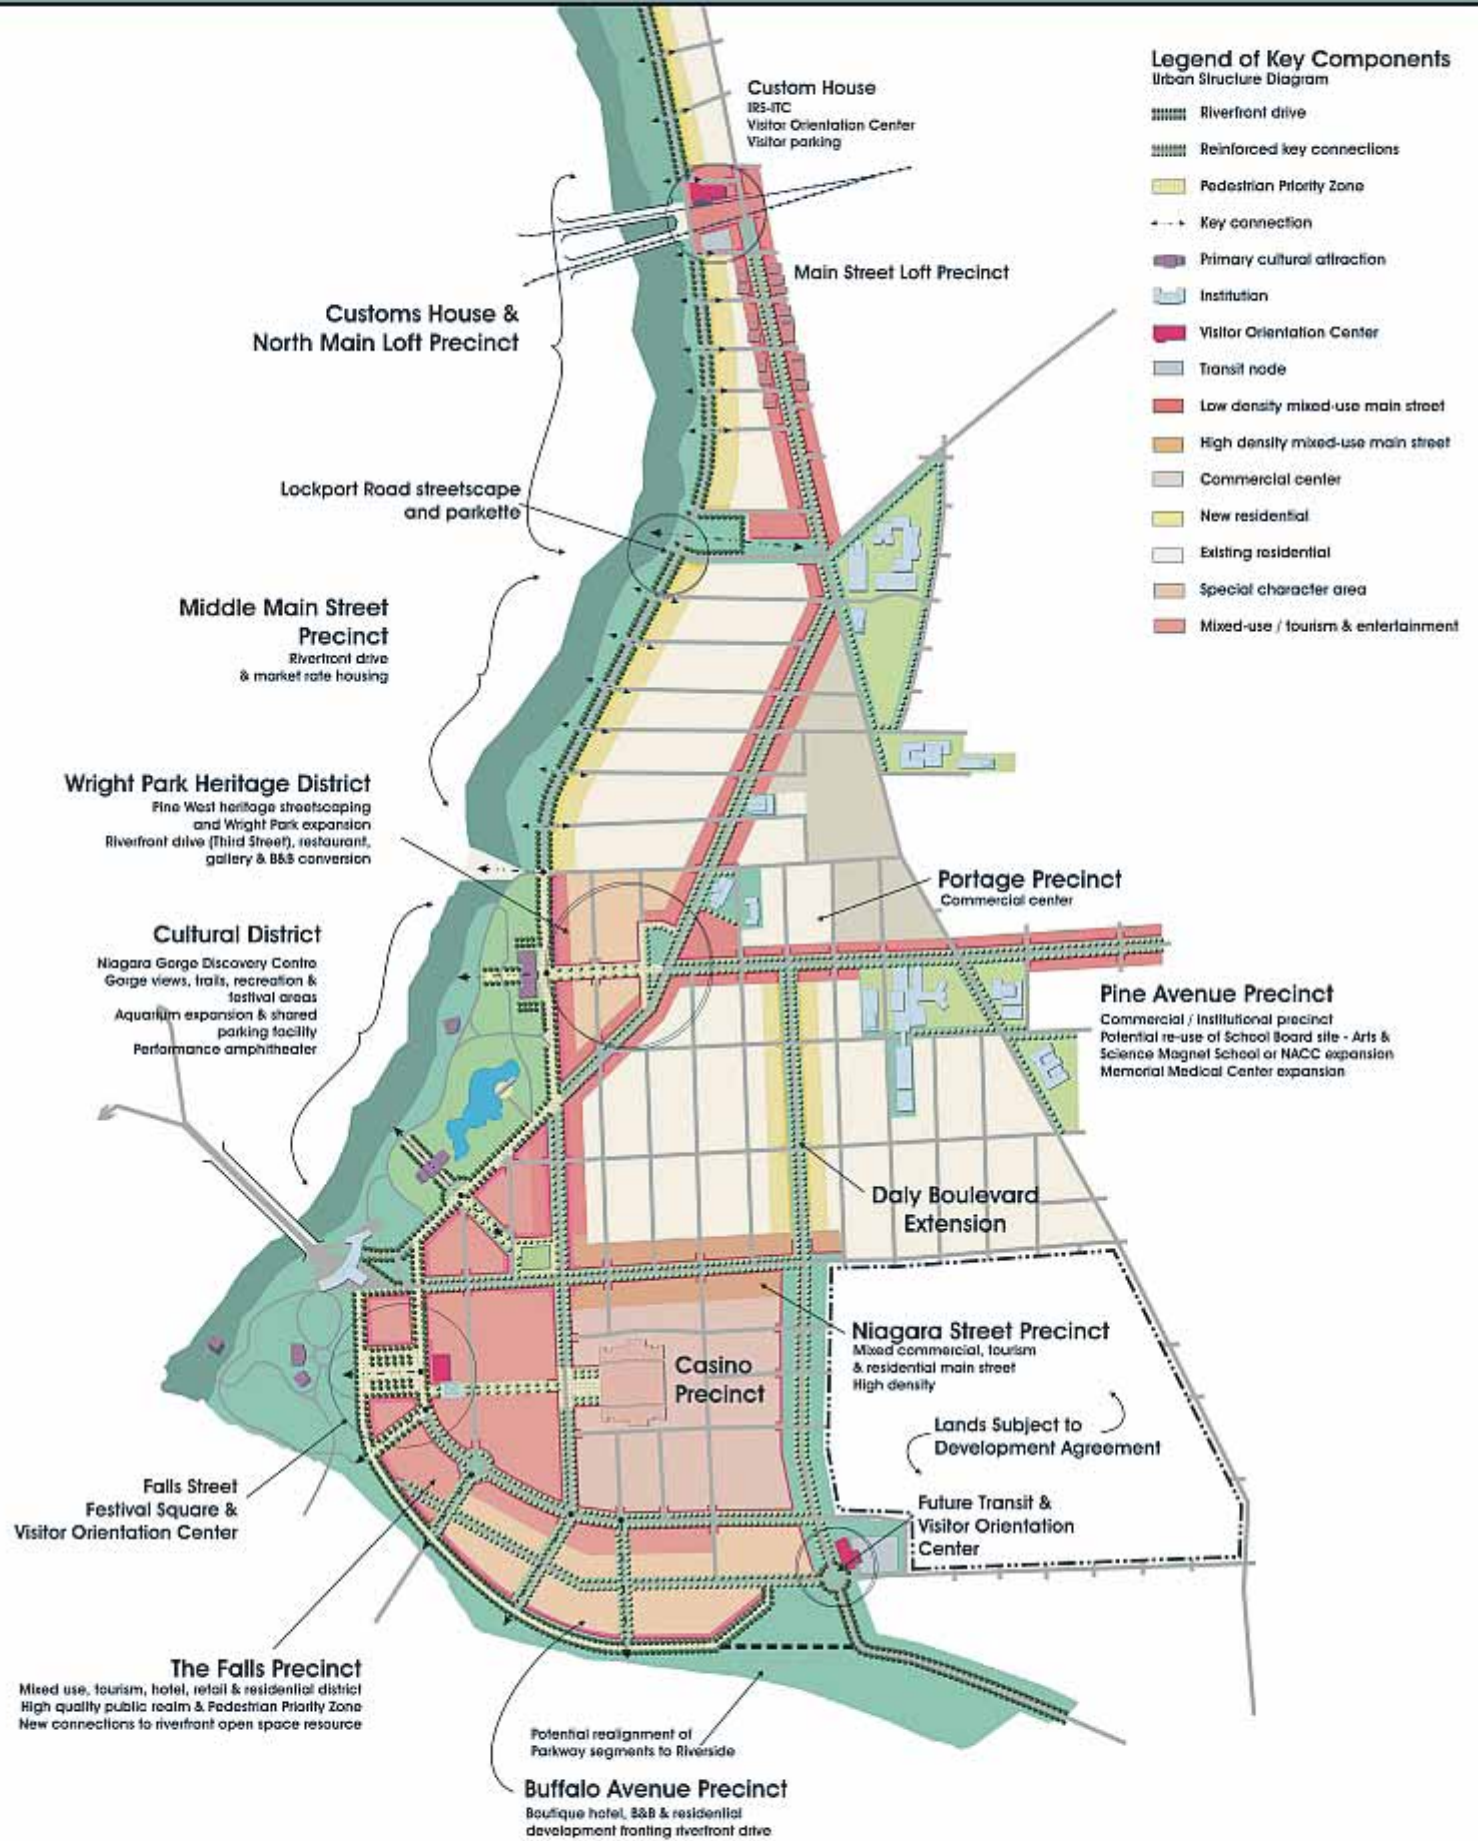 Legend of Key Components
Urban Structure Diagram
Riverfront drive
Reinforced key connections
Pedestrian Priority Zone
Key connection
Primary cultural attraction
Institution
Visitor Orientation Center
Transit node
Low density mixed-use main street
High density mixed-use main street
Commercial center
New residential
Existing residential
Special character area
Mixed-use / tourism & entertainment
Custom House
IRS-ITC
Visitor Orientation Center
Visitor parking
Main Street Loft Precinct
Customs House &
North Main Loft Precinct
Lockport Road streetscape
and parkette
Middle Main Street
Precinct
Riverfront drive
& market rate housing
Wright Park Heritage District
Pine West heritage streetscaping
and Wright Park expansion
Riverfront drive (Third Street), restaurant,
gallery & B&B conversion
Portage Precinct
Commercial center
Cultural District
Niagara Gorge Discovery Centre
Gorge views, trails, recreation &
festival areas
Aquarium expansion & shared
parking facility
Performance amphitheater
Pine Avenue Precinct
Commercial / institutional precinct
Potential re-use of School Board site - Arts &
Science Magnet School or NACC expansion
Memorial Medical Center expansion
Daly Boulevard
Extension
Niagara Street Precinct
Mixed commercial, tourism
& residential main street
High density
Casino
Precinct
Lands Subject to
Development Agreement
Falls Street
Festival Square &
Visitor Orientation Center
Future Transit &
Visitor Orientation
Center
The Falls Precinct
Mixed use, tourism, hotel, retail & residential district
High quality public realm & Pedestrian Priority Zone
New connections to riverfront open space resource
Potential realignment of
Parkway segments to Riverside
Buffalo Avenue Precinct
Boutique hotel, B&B & residential
development fronting riverfront drive